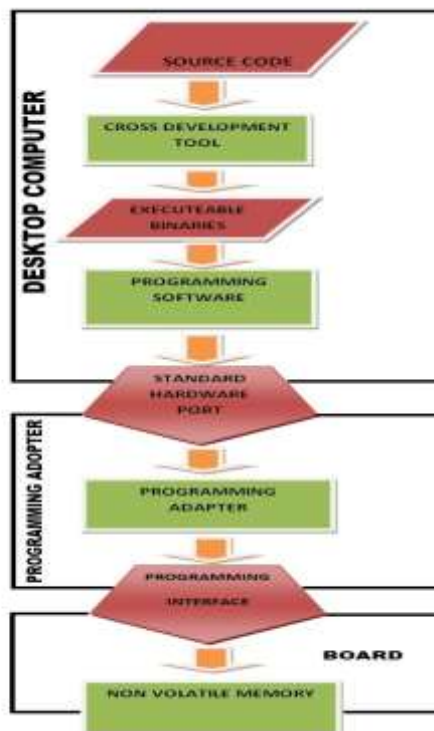 DESKTOP COMPUTER
SOURCE CODE
CROSS DEVELOPMENT
TOOL
EXECUTEABLE
BINARIES
PROGRAMMING
SOFTWARE
STANDARD
HARDWARE
PORT
PROGRAMMING ADOPTER
PROGRAMMING
ADAPTER
PROGRAMMING
INTERFACE
BOARD
NON VOLATILE MEMORY